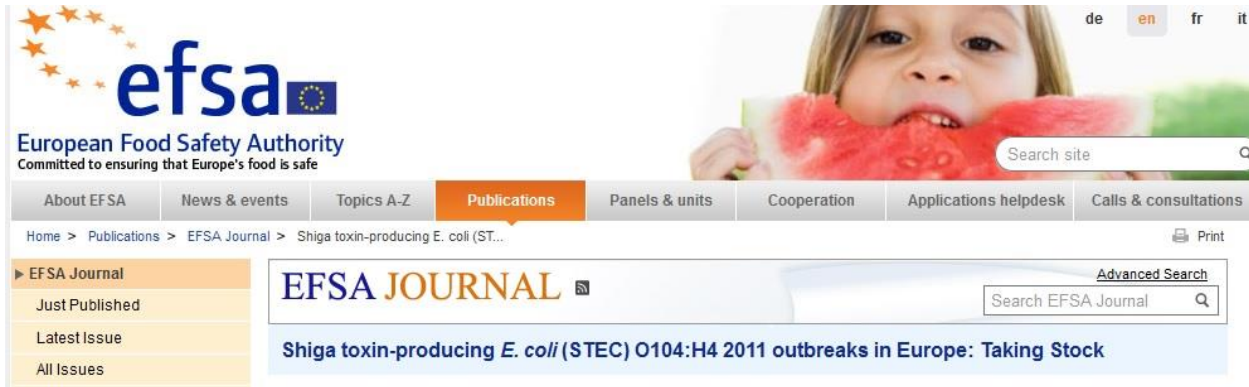 de en fr it
efsa
European Food Safety Authority
Committed to ensuring that Europe's food is safe
Search site
About EFSA News & events Topics A-Z Publications Panels & units Cooperation Applications helpdesk Calls & consultations
Home > Publications > EFSA Journal > Shiga toxin-producing E. coli (ST...
Print
EFSA Journal
Just Published
Latest Issue
All Issues
EFSA JOURNAL
Advanced Search
Search EFSA Journal
Shiga toxin-producing E. coli (STEC) O104:H4 2011 outbreaks in Europe: Taking Stock